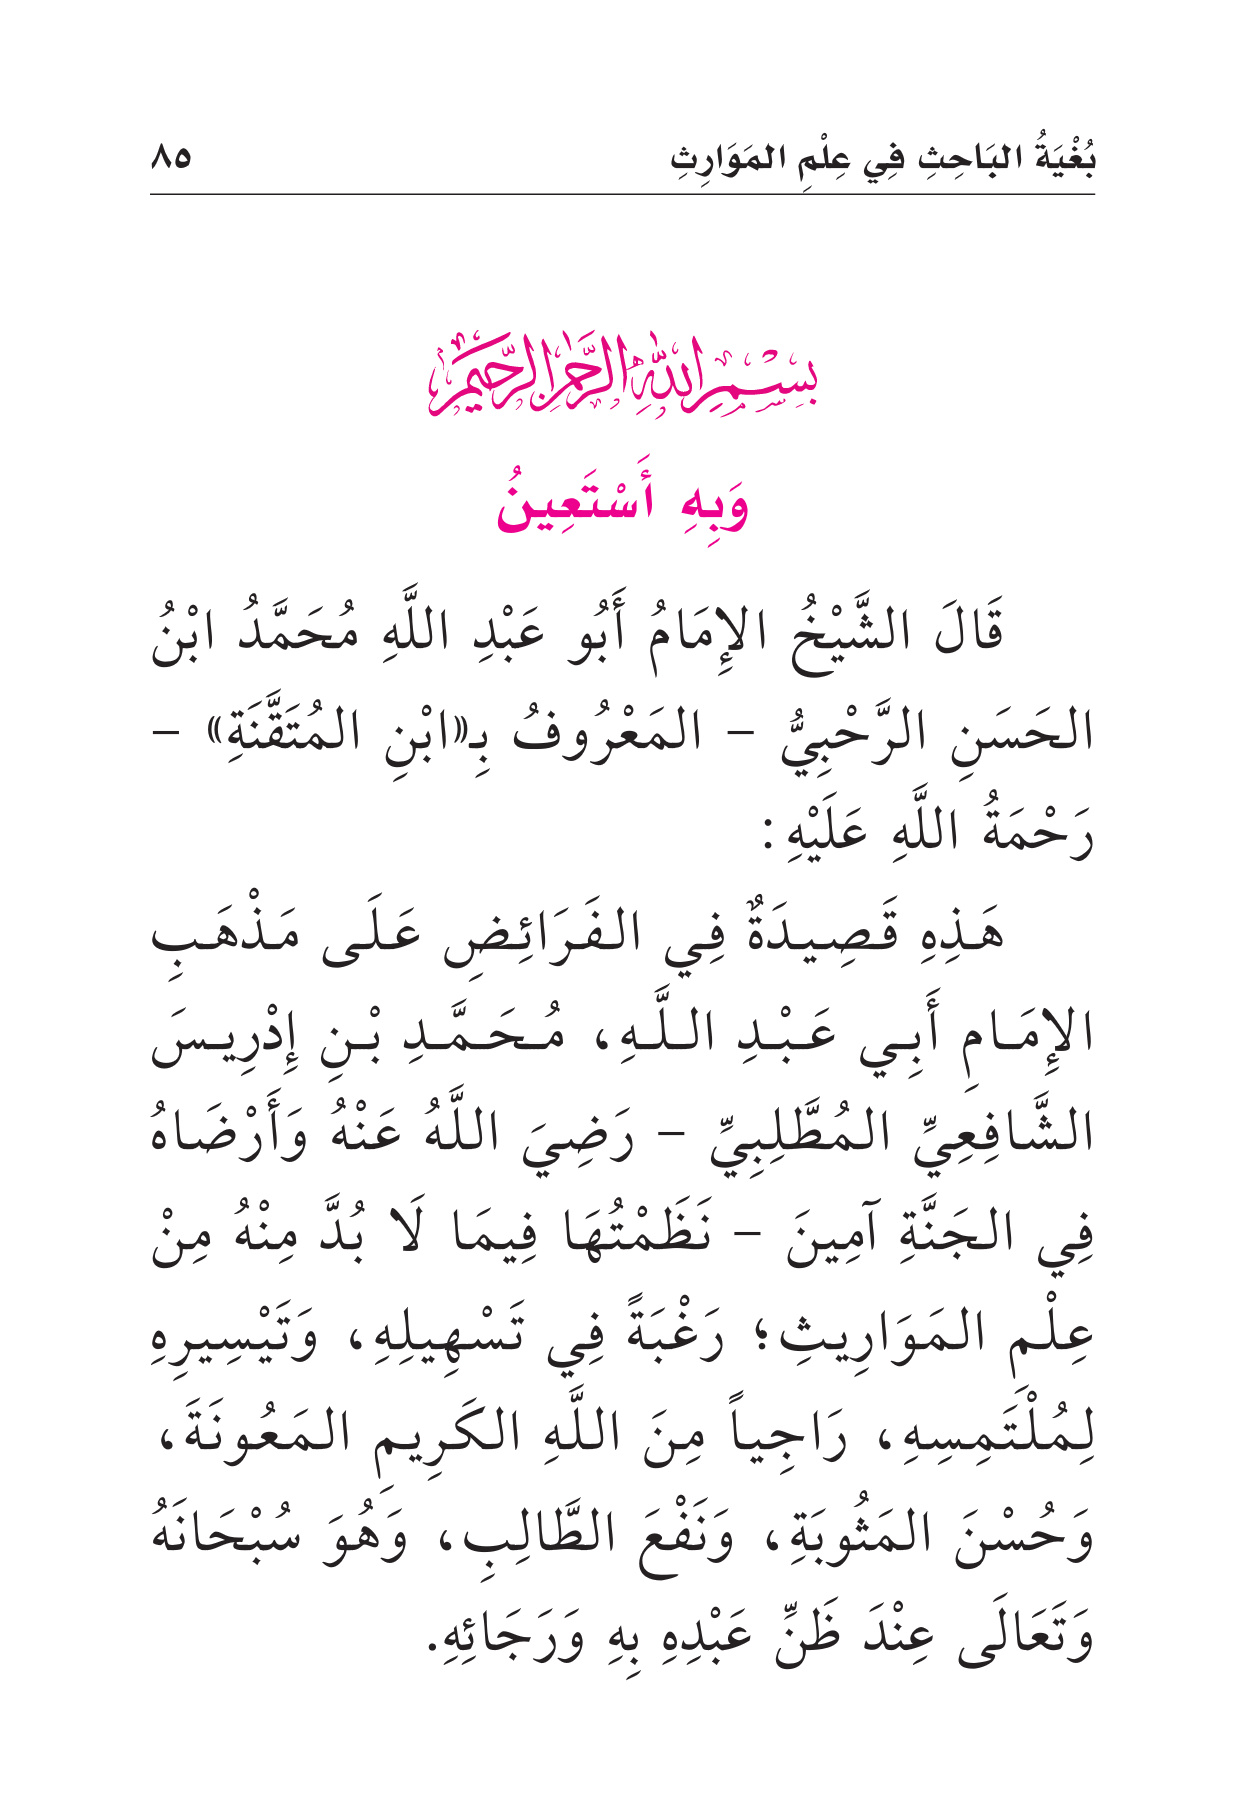 بُغْيَةُ البَاحِثِ فِي عِلْمِ المَوَارِثِ ٨٥
بِسْمِ اللَّهِ الرَّحْمَٰنِ الرَّحِيمِ
وَبِهِ أَسْتَعِينُ
قَالَ الشَّيْخُ الإِمَامُ أَبُو عَبْدِ اللَّهِ مُحَمَّدُ ابْنُ
الحَسَنِ الرَّحْبِيُّ – المَعْرُوفُ بِـ«ابْنِ المُتَقَّنَةِ» –
رَحْمَةُ اللَّهِ عَلَيْهِ:
هَذِهِ قَصِيدَةٌ فِي الفَرَائِضِ عَلَى مَذْهَبِ
الإِمَامِ أَبِي عَبْدِ اللَّهِ، مُحَمَّدِ بْنِ إِدْرِيسَ
الشَّافِعِيِّ المُطَّلِبِيِّ – رَضِيَ اللَّهُ عَنْهُ وَأَرْضَاهُ
فِي الجَنَّةِ آمِينَ – نَظَمْتُهَا فِيمَا لَا بُدَّ مِنْهُ مِنْ
عِلْمِ المَوَارِيثِ؛ رَغْبَةً فِي تَسْهِيلِهِ، وَتَيْسِيرِهِ
لِمُلْتَمِسِهِ، رَاجِياً مِنَ اللَّهِ الكَرِيمِ المَعُونَةَ،
وَحُسْنَ المَثُوبَةِ، وَنَفْعَ الطَّالِبِ، وَهُوَ سُبْحَانَهُ
وَتَعَالَى عِنْدَ ظَنِّ عَبْدِهِ بِهِ وَرَجَائِهِ.